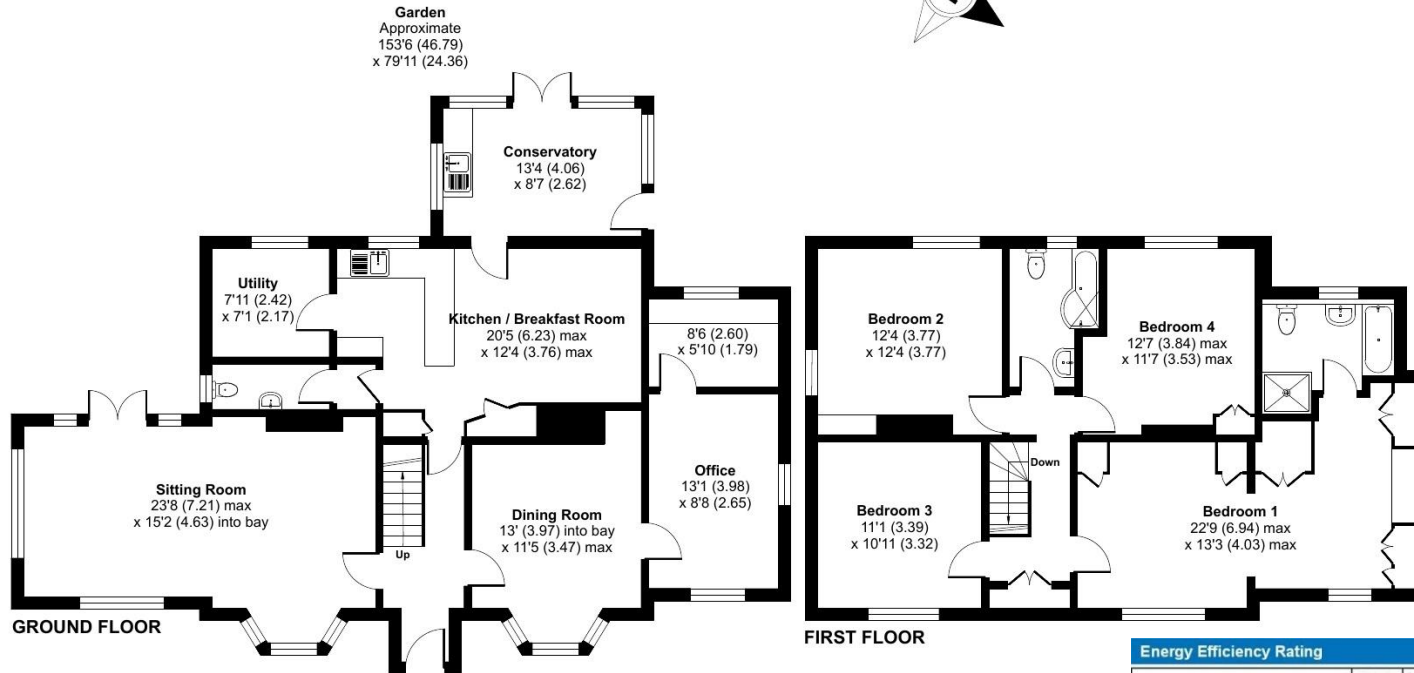 Garden
Approximate
153'6 (46.79)
x 79'11 (24.36)
Conservatory
13'4 (4.06)
x 8'7 (2.62)
Utility
7'11 (2.42)
x 7'1 (2.17)
Kitchen / Breakfast Room
20'5 (6.23) max
x 12'4 (3.76) max
8'6 (2.60)
x 5'10 (1.79)
Sitting Room
23'8 (7.21) max
x 15'2 (4.63) into bay
Up
Dining Room
13' (3.97) into bay
x 11'5 (3.47) max
Office
13'1 (3.98)
x 8'8 (2.65)
GROUND FLOOR
Bedroom 2
12'4 (3.77)
x 12'4 (3.77)
Bedroom 4
12'7 (3.84) max
x 11'7 (3.53) max
Down
Bedroom 3
11'1 (3.39)
x 10'11 (3.32)
Bedroom 1
22'9 (6.94) max
x 13'3 (4.03) max
FIRST FLOOR
Energy Efficiency Rating